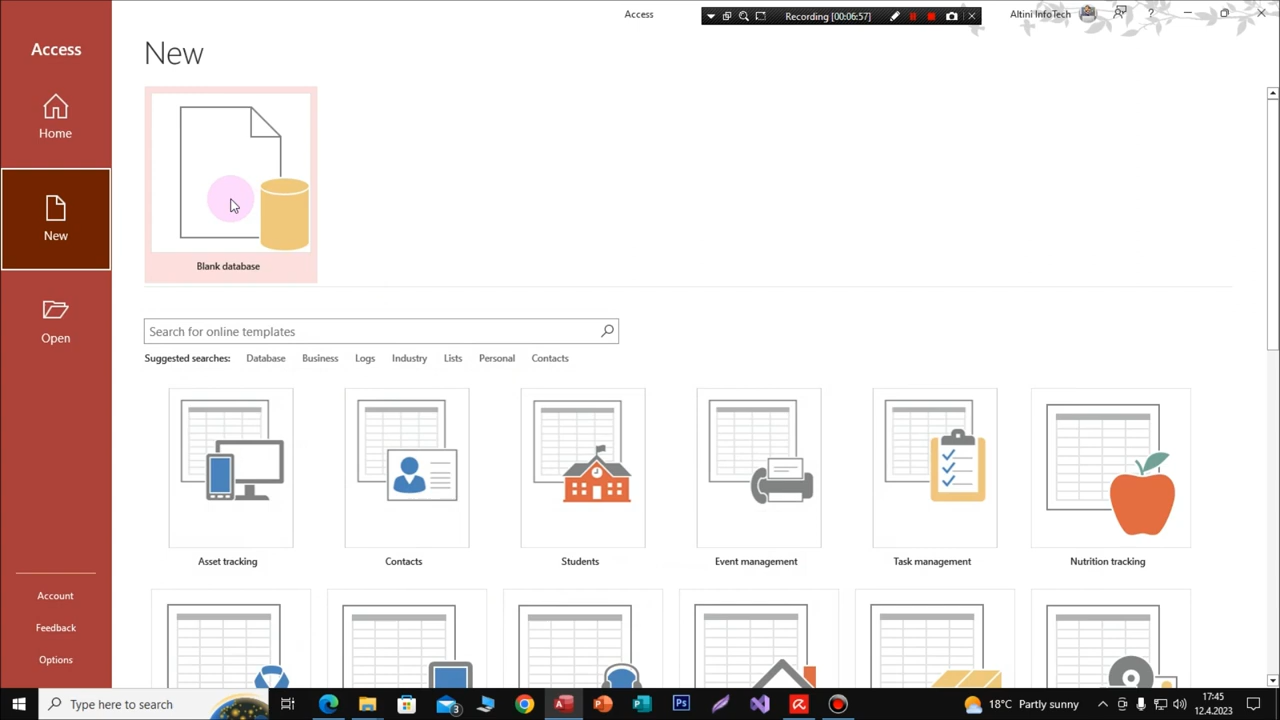 Access
Recording [00:06:57]
Altini InfoTech
?
Access
New
Home
New
Blank database
Open
Search for online templates
Suggested searches: Database Business Logs Industry Lists Personal Contacts
Asset tracking Contacts Students Event management Task management Nutrition tracking
Account
Feedback
Options
Type here to search
3
Ps
18°C Partly sunny
17:45
12.4.2023